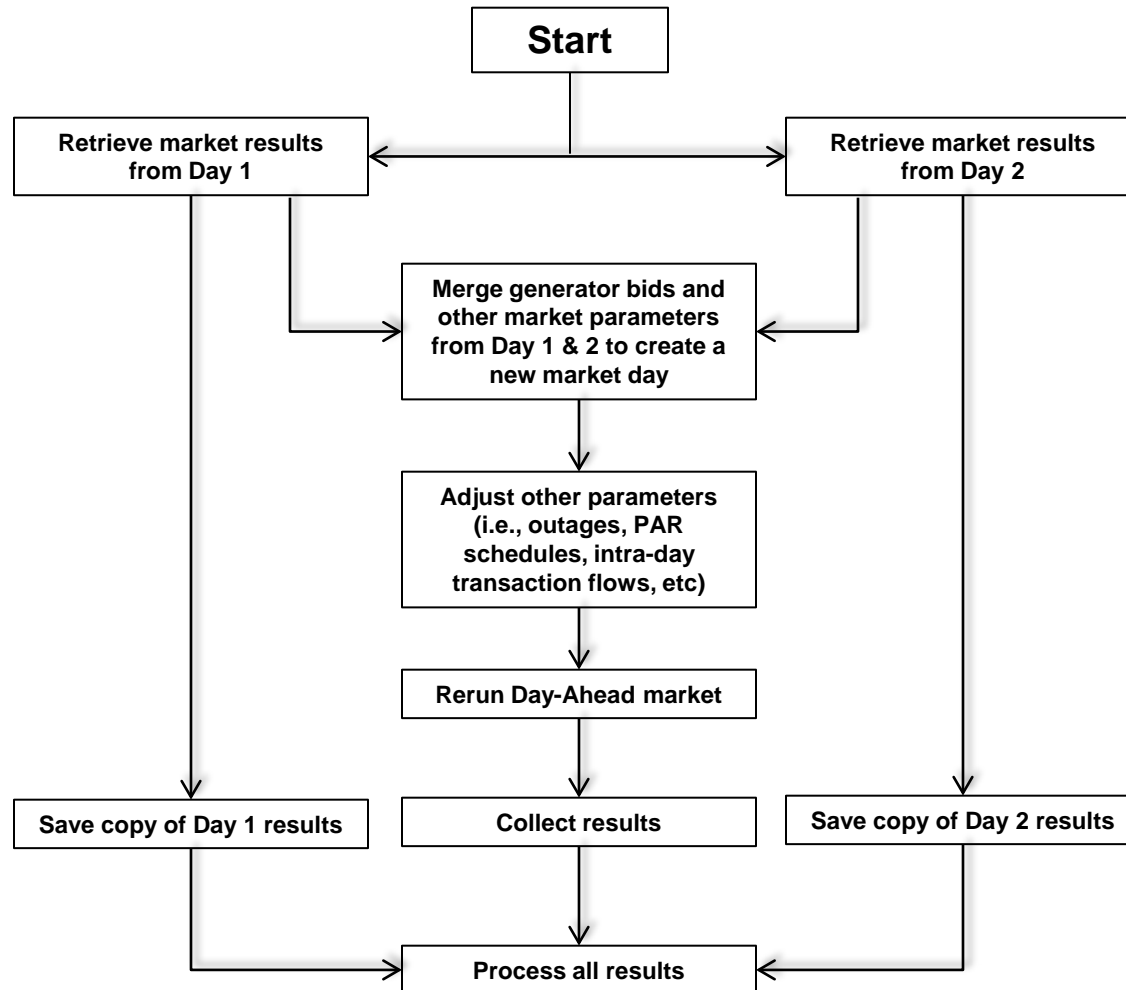 Start
Retrieve market results
from Day 1
Retrieve market results
from Day 2
Merge generator bids and
other market parameters
from Day 1 & 2 to create a
new market day
Adjust other parameters
(i.e., outages, PAR
schedules, intra-day
transaction flows, etc)
Rerun Day-Ahead market
Save copy of Day 1 results
Collect results
Save copy of Day 2 results
Process all results